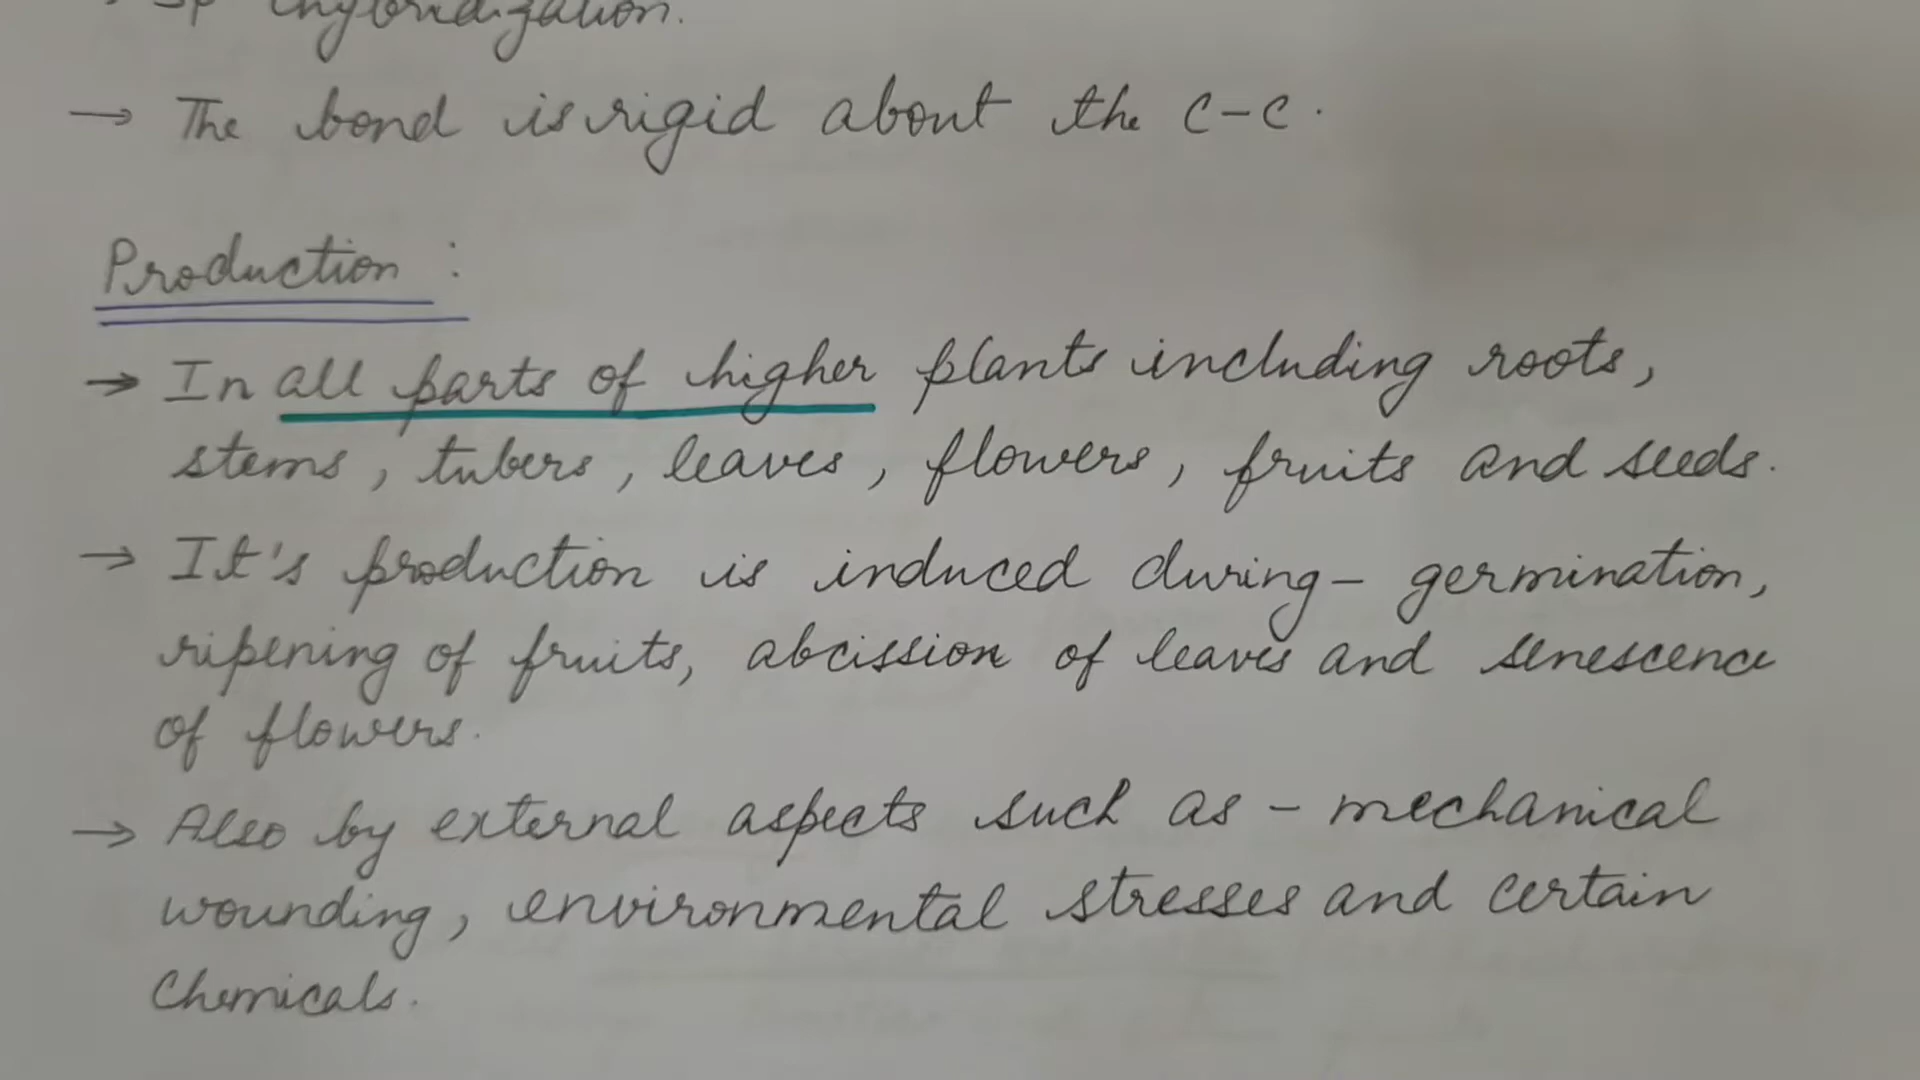 sp hybridization.
→ The bond is rigid about the C-C.
Production :
→ In all parts of higher plants including roots,
stems, tubers, leaves, flowers, fruits and seeds.
→ It's production is induced during - germination,
ripening of fruits, abcission of leaves and senescence
of flowers.
→ Also by external aspects such as - mechanical
wounding, environmental stresses and certain
Chemicals.